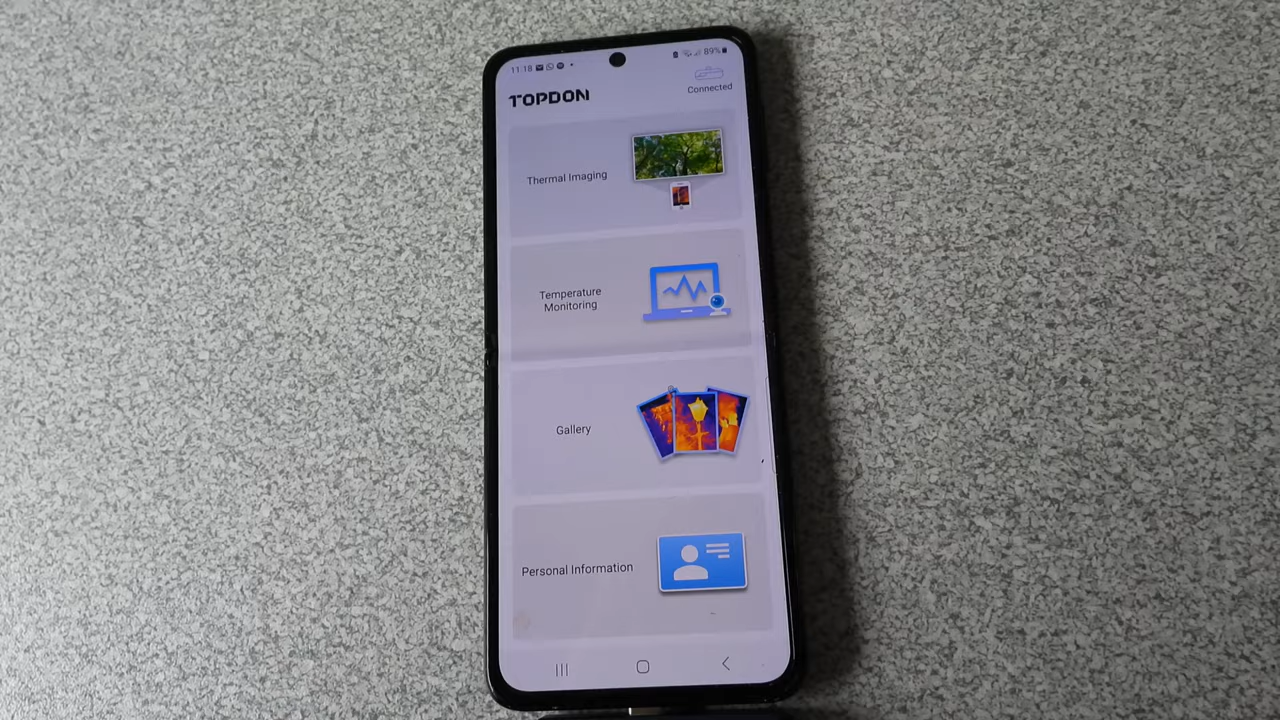 11:18
89%
TOPDON
Connected
Thermal Imaging
Temperature
Monitoring
Gallery
Personal Information